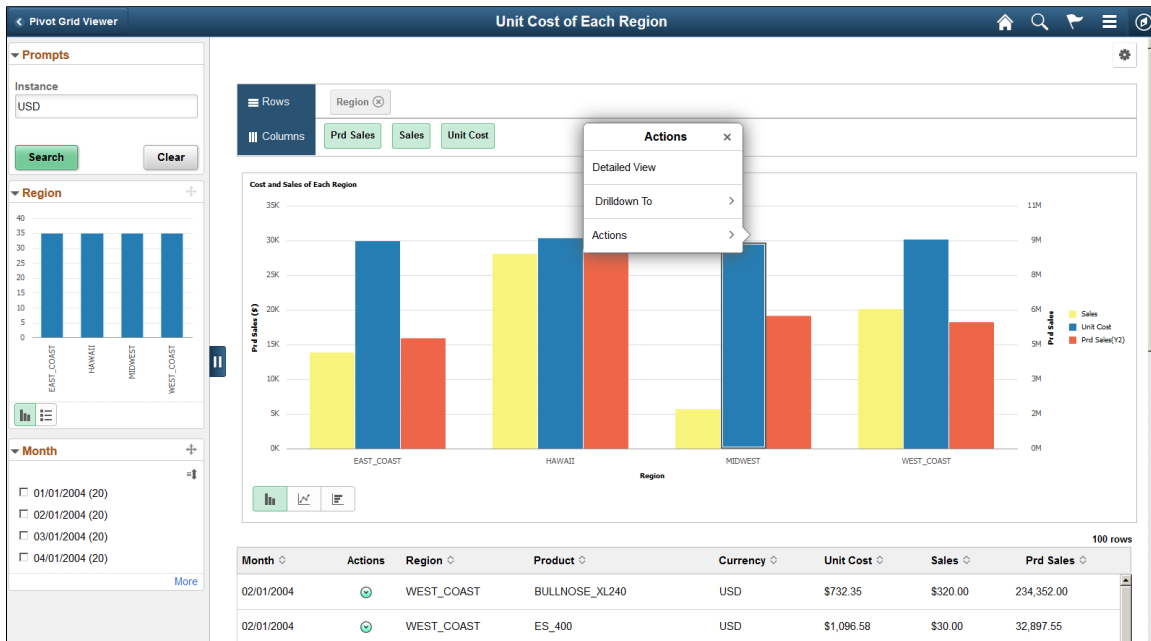 Pivot Grid Viewer
Unit Cost of Each Region
Prompts
Instance
USD
Search
Clear
Region
40
35
30
25
20
15
10
5
0
EAST_COAST
HAWAII
MIDWEST
WEST_COAST
Month
01/01/2004 (20)
02/01/2004 (20)
03/01/2004 (20)
04/01/2004 (20)
More
Rows
Region
Columns
Prd Sales
Sales
Unit Cost
Actions
Detailed View
Drilldown To
Actions
Cost and Sales of Each Region
35K
30K
25K
20K
15K
10K
5K
0K
Prd Sales ($)
EAST_COAST
HAWAII
MIDWEST
WEST_COAST
Region
11M
9M
8M
6M
5M
3M
2M
0M
Prd Sales
Sales
Unit Cost
Prd Sales(Y2)
100 rows
Month Actions Region Product Currency Unit Cost Sales Prd Sales
02/01/2004 WEST_COAST BULLNOSE_XL240 USD $732.35 $320.00 234,352.00
02/01/2004 WEST_COAST ES_400 USD $1,096.58 $30.00 32,897.55